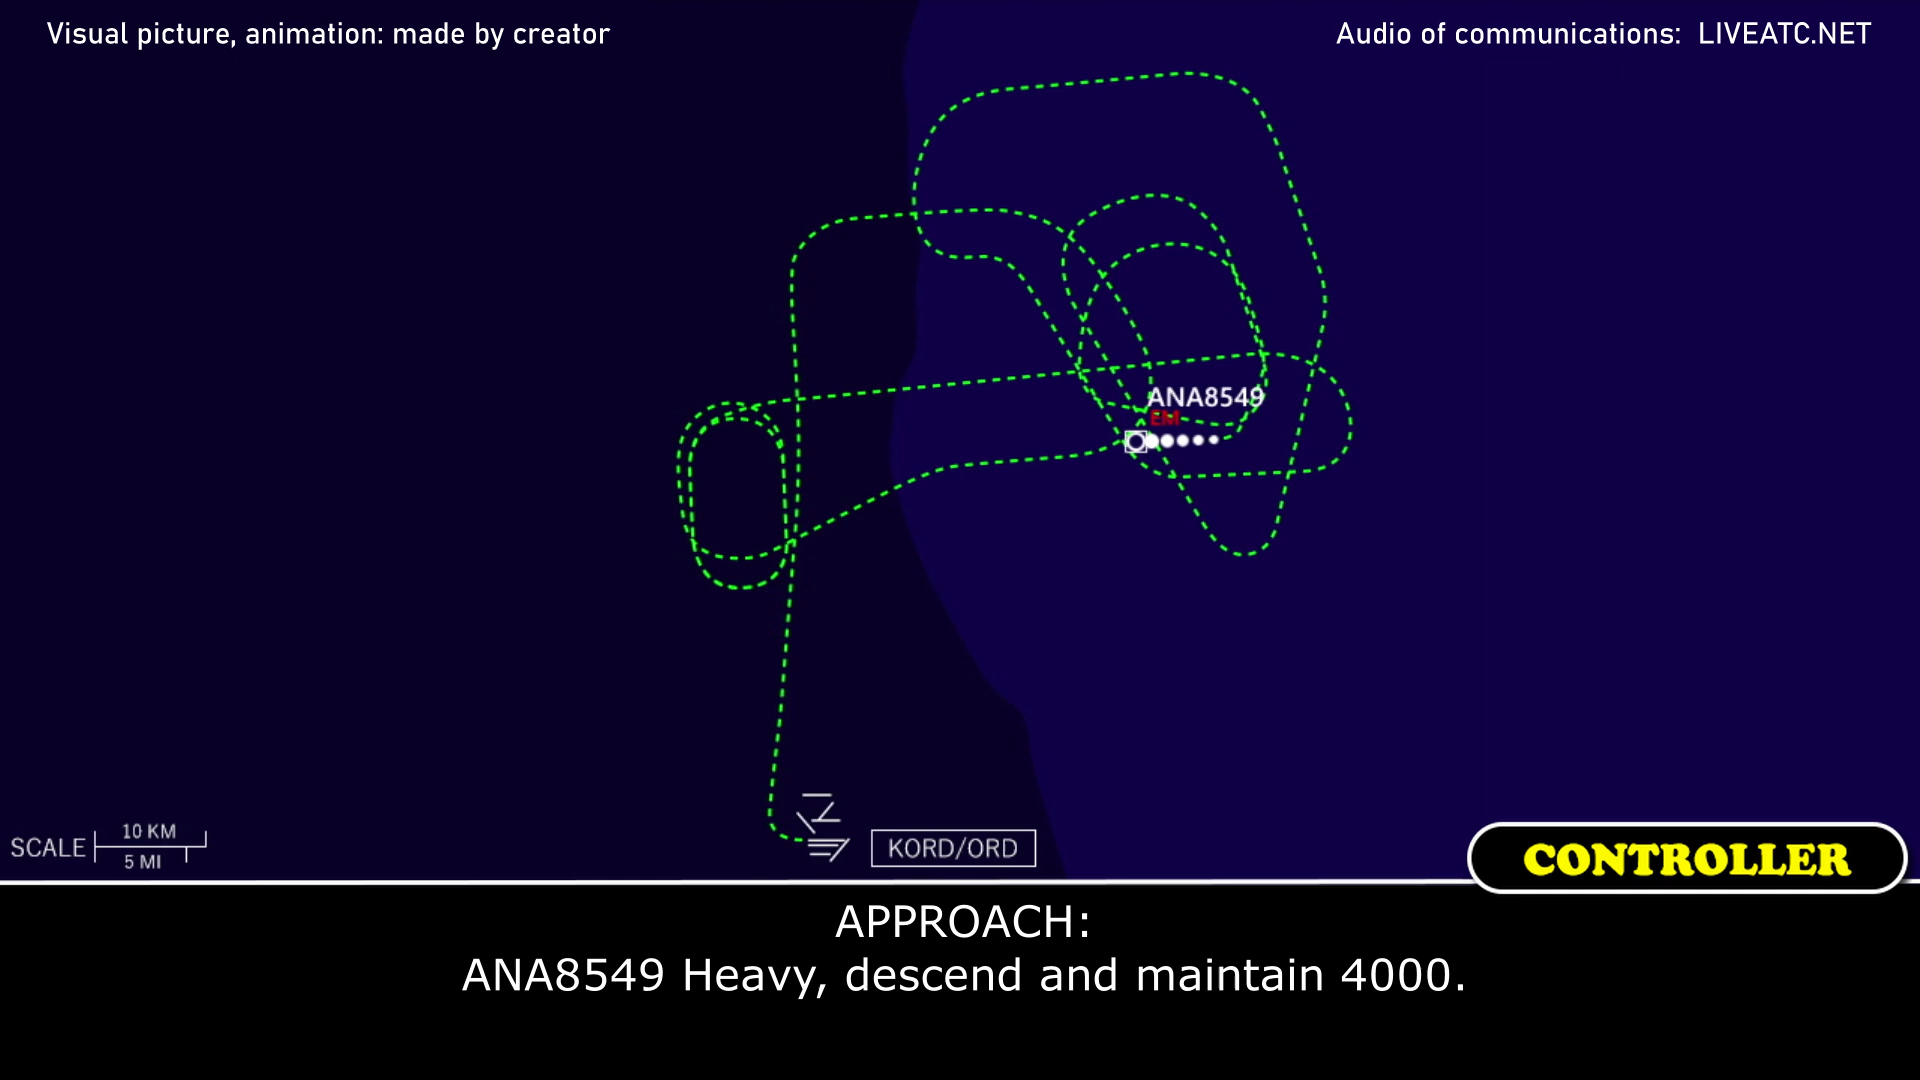 Visual picture, animation: made by creator
Audio of communications: LIVEATC.NET
ANA8549
EM
SCALE
10 KM
5 MI
KORD/ORD
CONTROLLER
APPROACH:
ANA8549 Heavy, descend and maintain 4000.